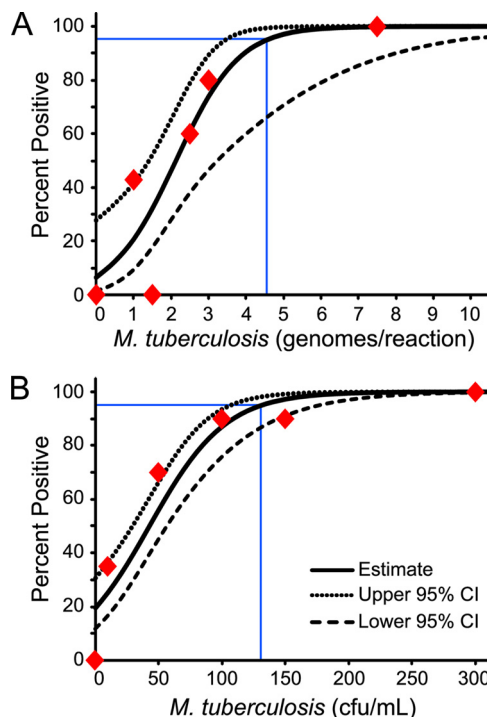 A
Percent Positive
100
80
60
40
20
0
0 1 2 3 4 5 6 7 8 9 10
M. tuberculosis (genomes/reaction)
B
Percent Positive
100
80
60
40
20
0
Estimate
Upper 95% CI
Lower 95% CI
0 50 100 150 200 250 300
M. tuberculosis (cfu/mL)